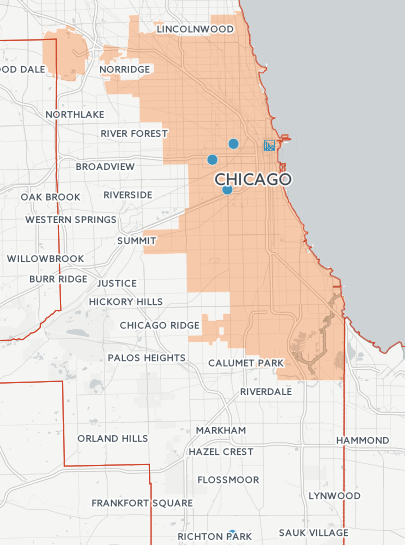 LINCOLNWOOD
OOD DALE
NORRIDGE
NORTHLAKE
RIVER FOREST
BROADVIEW
CHICAGO
OAK BROOK
RIVERSIDE
WESTERN SPRINGS
SUMMIT
WILLOWBROOK
BURR RIDGE
JUSTICE
HICKORY HILLS
CHICAGO RIDGE
PALOS HEIGHTS
CALUMET PARK
RIVERDALE
MARKHAM
ORLAND HILLS
HAMMOND
HAZEL CREST
FLOSSMOOR
LYNWOOD
FRANKFORT SQUARE
SAUK VILLAGE
RICHTON PARK